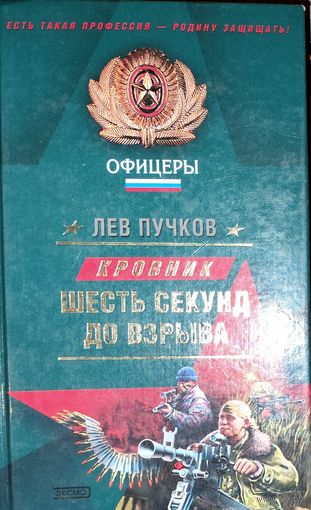 ЕСТЬ ТАКАЯ ПРОФЕССИЯ — РОДИНУ ЗАЩИЩАТЬ!
ОФИЦЕРЫ
ЛЕВ ПУЧКОВ
КРОВНИК
ШЕСТЬ СЕКУНД
ДО ВЗРЫВА
ЭКСМО